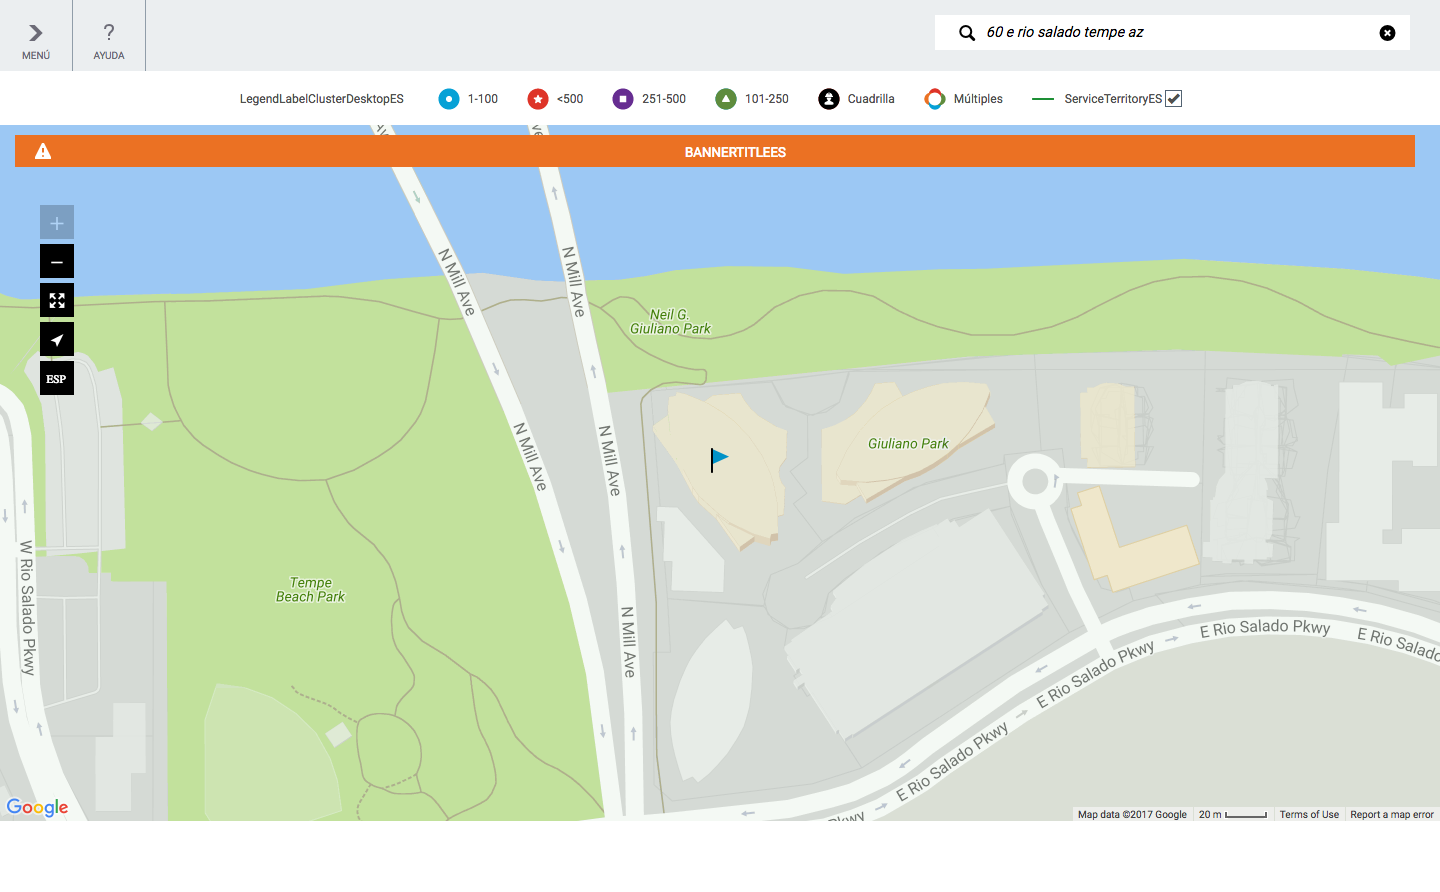 MENÚ
?
AYUDA
60 e rio salado tempe az
LegendLabelClusterDesktopES
1-100
<500
251-500
101-250
Cuadrilla
Múltiples
ServiceTerritoryES
BANNERTITLEES
N Mill Ave
N Mill Ave
Neil G.
Giuliano Park
ESP
N Mill Ave
N Mill Ave
Giuliano Park
W Rio Salado Pkwy
Tempe
Beach Park
N Mill Ave
E Rio Salado Pkwy
E Rio Salado
E Rio Salado Pkwy
E Rio Salado Pkwy
Pkwy
Google
Map data ©2017 Google
20 m
Terms of Use
Report a map error